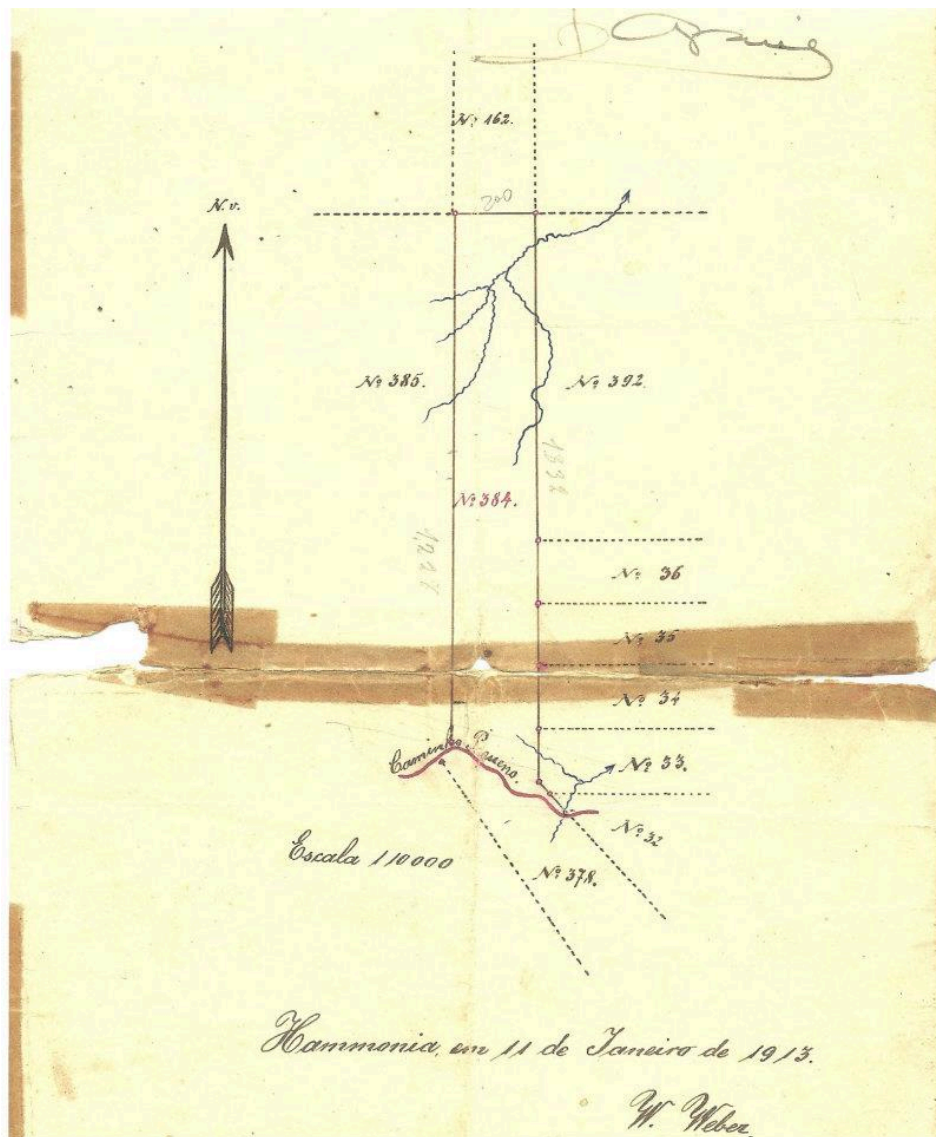 Nº 162.
200
N. v.
Nº 385.
Nº 392.
Nº 384.
Nº 36
Nº 35
Nº 34
Caminho
Nº 33.
Nº 32
Escala 1 10000
Nº 378.
Hammonia, em 11 de Janeiro de 1913.
W. Weber